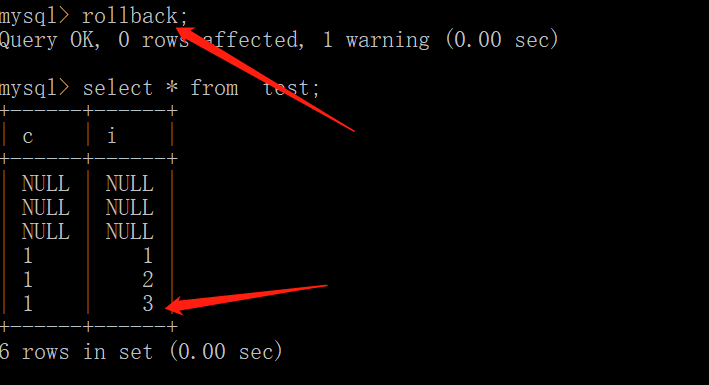 mysql> rollback;
Query OK, 0 rows affected, 1 warning (0.00 sec)
mysql> select * from  test;
+------+------+
| c    | i    |
+------+------+
| NULL | NULL |
| NULL | NULL |
| NULL | NULL |
| 1    |    1 |
| 1    |    2 |
| 1    |    3 |
+------+------+
6 rows in set (0.00 sec)